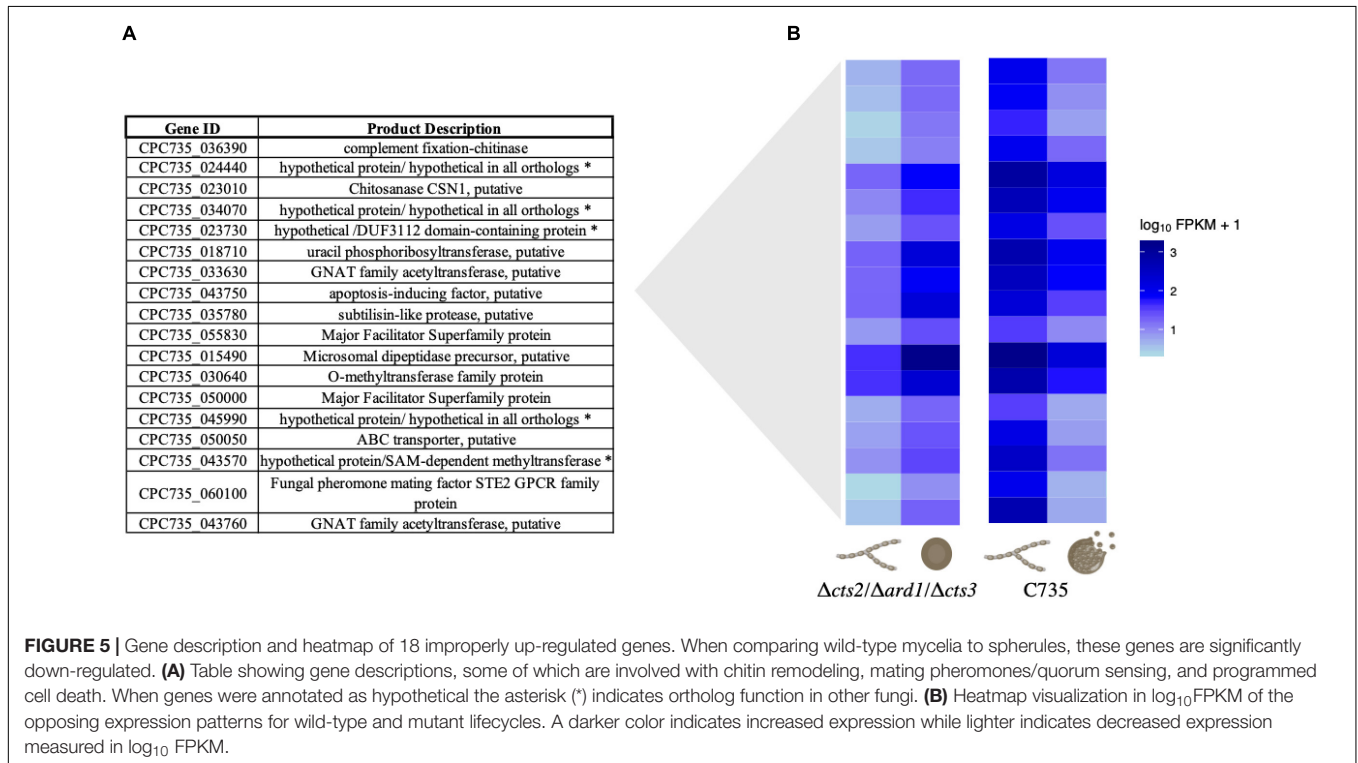 A
B
Gene ID Product Description
CPC735_036390 complement fixation-chitinase
CPC735_024440 hypothetical protein/ hypothetical in all orthologs *
CPC735_023010 Chitosanase CSN1, putative
CPC735_034070 hypothetical protein/ hypothetical in all orthologs *
CPC735_023730 hypothetical /DUF3112 domain-containing protein *
CPC735_018710 uracil phosphoribosyltransferase, putative
CPC735_033630 GNAT family acetyltransferase, putative
CPC735_043750 apoptosis-inducing factor, putative
CPC735_035780 subtilisin-like protease, putative
CPC735_055830 Major Facilitator Superfamily protein
CPC735_015490 Microsomal dipeptidase precursor, putative
CPC735_030640 O-methyltransferase family protein
CPC735_050000 Major Facilitator Superfamily protein
CPC735_045990 hypothetical protein/ hypothetical in all orthologs *
CPC735_050050 ABC transporter, putative
CPC735_043570 hypothetical protein/SAM-dependent methyltransferase *
CPC735_060100 Fungal pheromone mating factor STE2 GPCR family
protein
CPC735_043760 GNAT family acetyltransferase, putative
log10 FPKM + 1
3
2
1
Δcts2/Δard1/Δcts3 C735
FIGURE 5 | Gene description and heatmap of 18 improperly up-regulated genes. When comparing wild-type mycelia to spherules, these genes are significantly
down-regulated. (A) Table showing gene descriptions, some of which are involved with chitin remodeling, mating pheromones/quorum sensing, and programmed
cell death. When genes were annotated as hypothetical the asterisk (*) indicates ortholog function in other fungi. (B) Heatmap visualization in log10FPKM of the
opposing expression patterns for wild-type and mutant lifecycles. A darker color indicates increased expression while lighter indicates decreased expression
measured in log10 FPKM.